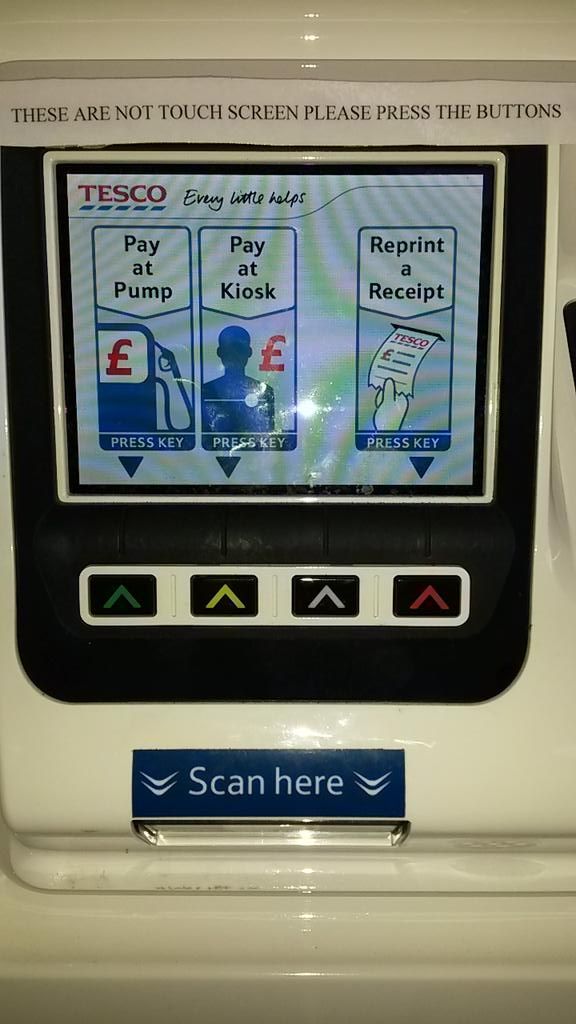 THESE ARE NOT TOUCH SCREEN PLEASE PRESS THE BUTTONS
TESCO Every little helps
Pay
at
Pump
£
PRESS KEY
Pay
at
Kiosk
£
PRESS KEY
Reprint
a
Receipt
TESCO
£
PRESS KEY
Scan here